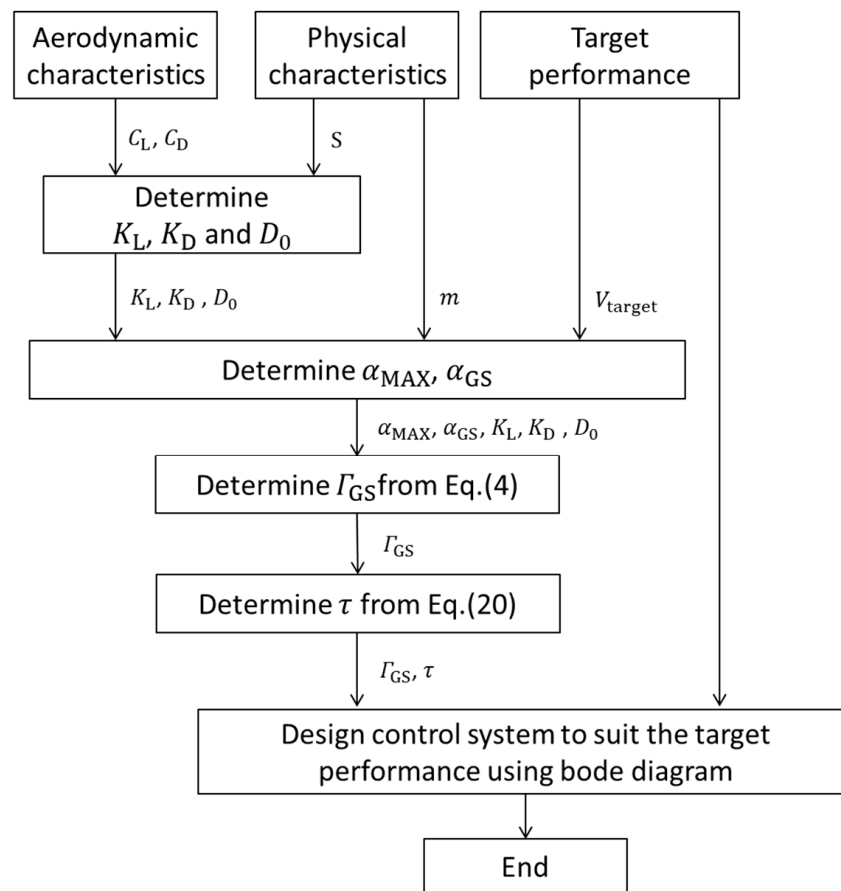 Aerodynamic
characteristics
Physical
characteristics
Target
performance
C_L, C_D
S
Determine
K_L, K_D and D_0
K_L, K_D , D_0
m
V_target
Determine α_MAX, α_GS
α_MAX, α_GS, K_L, K_D , D_0
Determine Γ_GS from Eq.(4)
Γ_GS
Determine τ from Eq.(20)
Γ_GS, τ
Design control system to suit the target
performance using bode diagram
End